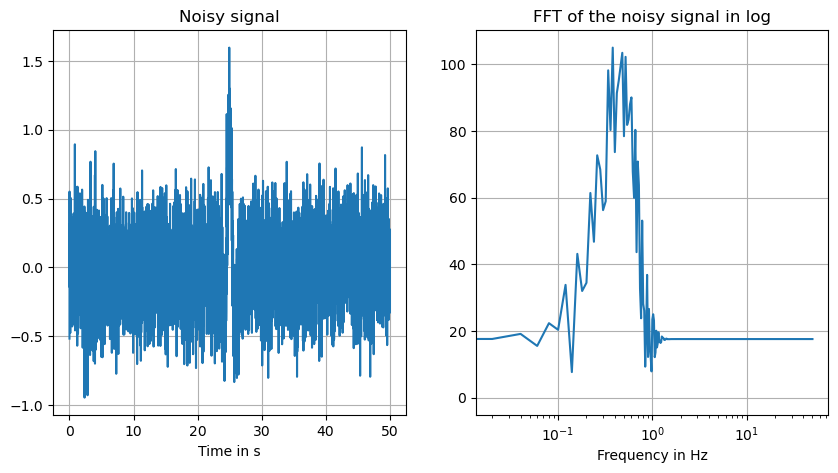 Noisy signal
1.5
1.0
0.5
0.0
−0.5
−1.0
0 10 20 30 40 50
Time in s
FFT of the noisy signal in log
100
80
60
40
20
0
10⁻¹ 10⁰ 10¹
Frequency in Hz